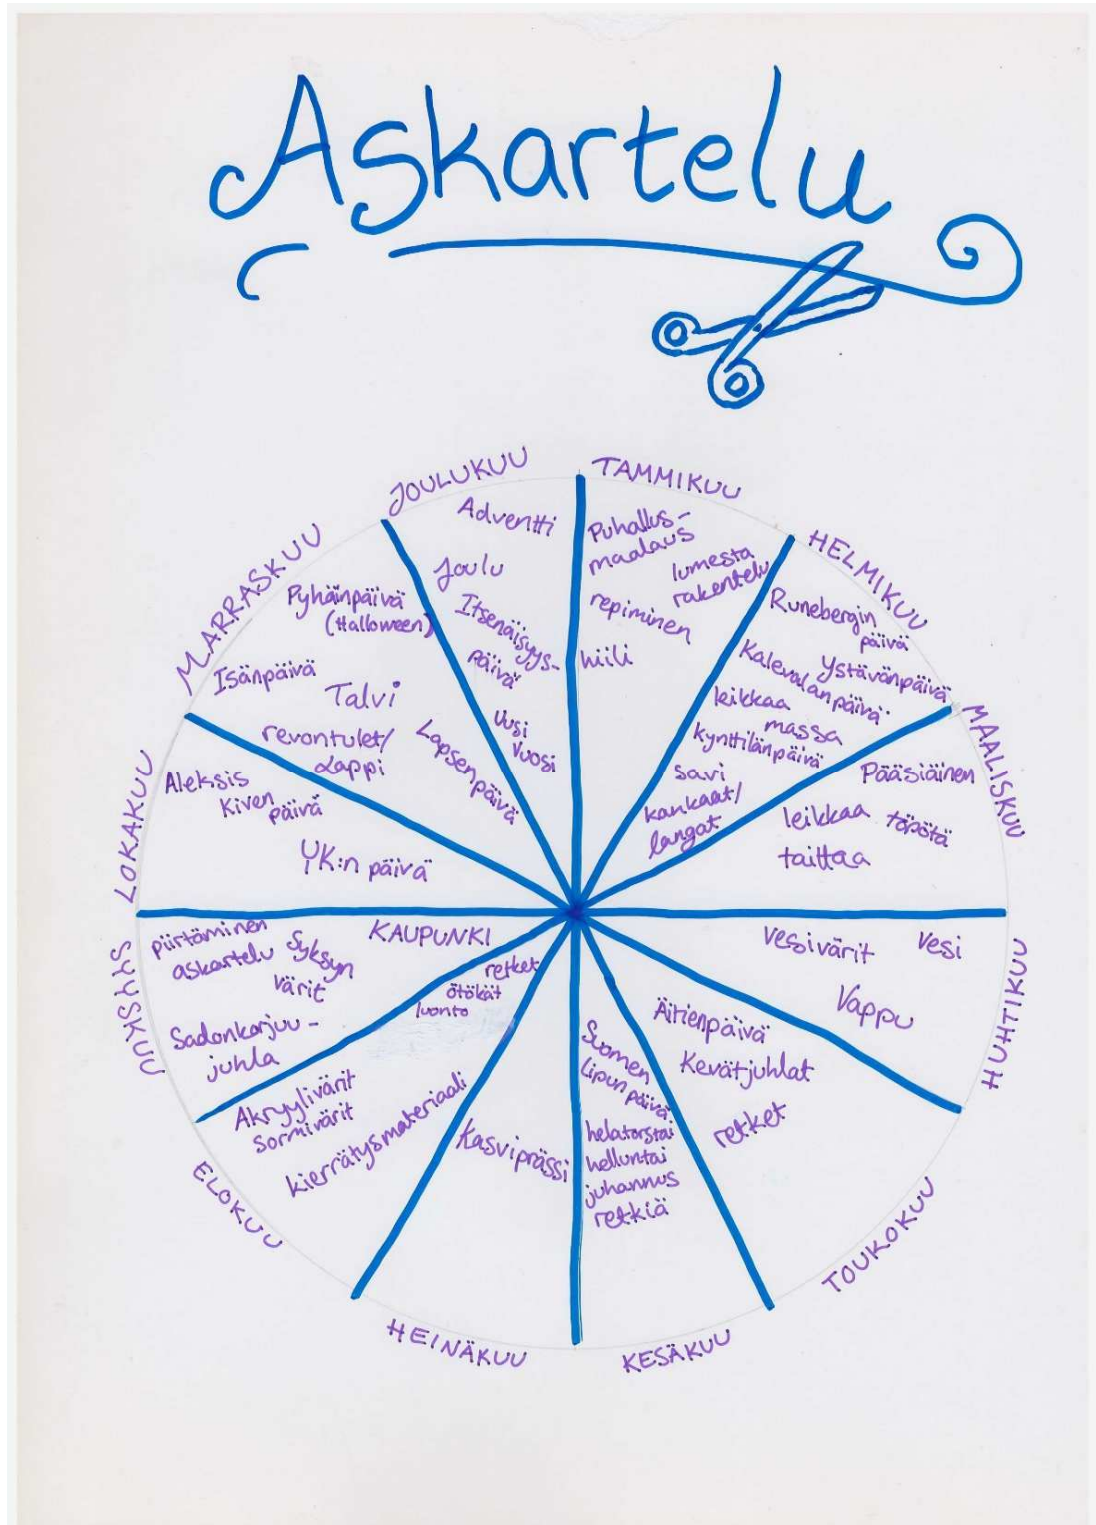 Askartelu
TAMMIKUU
Puhallus-
maalaus
lumesta
rakentelu
repiminen
hiili
HELMIKUU
Runebergin
päivä
Ystävänpäivä
Kalevalanpäivä
leikkaa
massa
kynttilänpäivä
savi
kankaat/
langat
MAALISKUU
Pääsiäinen
leikkaa töpötä
taittaa
HUHTIKUU
vesivärit vesi
Vappu
TOUKOKUU
Äitienpäivä
Kevätjuhlat
retket
KESÄKUU
Suomen
lipun päivä
helatorstai
helluntai
juhannus
retkiä
HEINÄKUU
Kasviprässi
ELOKUU
retket
ötökät
luonto
Akryylivärit
sormivärit
kierrätysmateriaali
SYYSKUU
piirtäminen
askartelu
KAUPUNKI
Syksyn
värit
Sadonkorjuu-
juhla
LOKAKUU
Aleksis
Kiven
päivä
YK:n päivä
MARRASKUU
Pyhäinpäivä
(Halloween)
Isänpäivä
Talvi
revontulet/
Lappi
JOULUKUU
Adventti
Joulu
Itsenäisyys-
päivä
Uusi
Vuosi
Lapsenpäivä